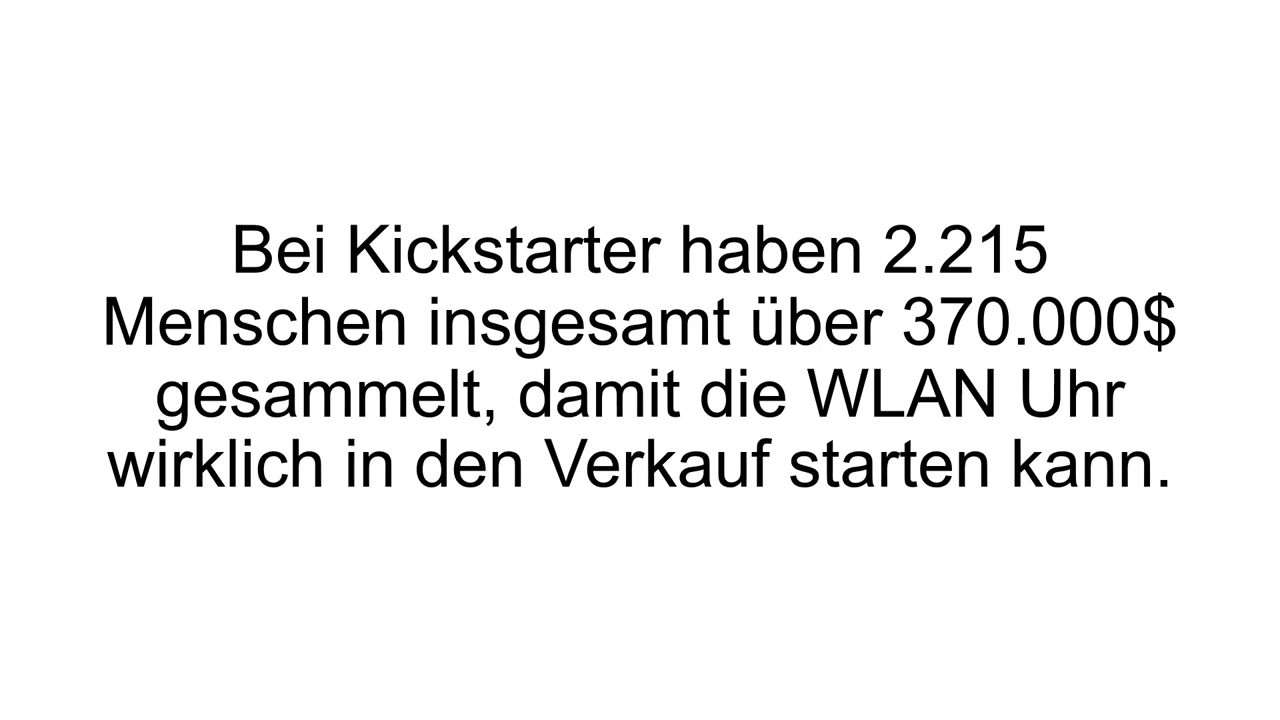 Bei Kickstarter haben 2.215
Menschen insgesamt über 370.000$
gesammelt, damit die WLAN Uhr
wirklich in den Verkauf starten kann.